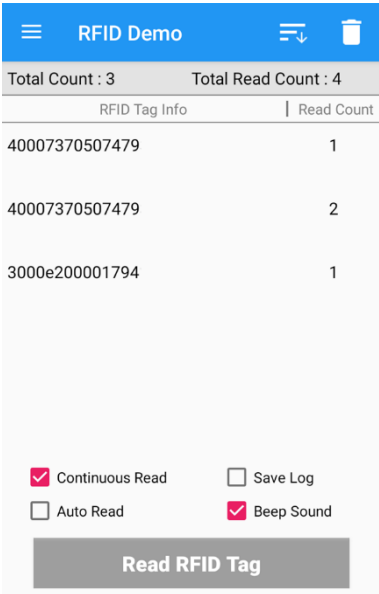 RFID Demo
Total Count : 3 Total Read Count : 4
RFID Tag Info | Read Count
40007370507479 1
40007370507479 2
3000e200001794 1
Continuous Read Save Log
Auto Read Beep Sound
Read RFID Tag